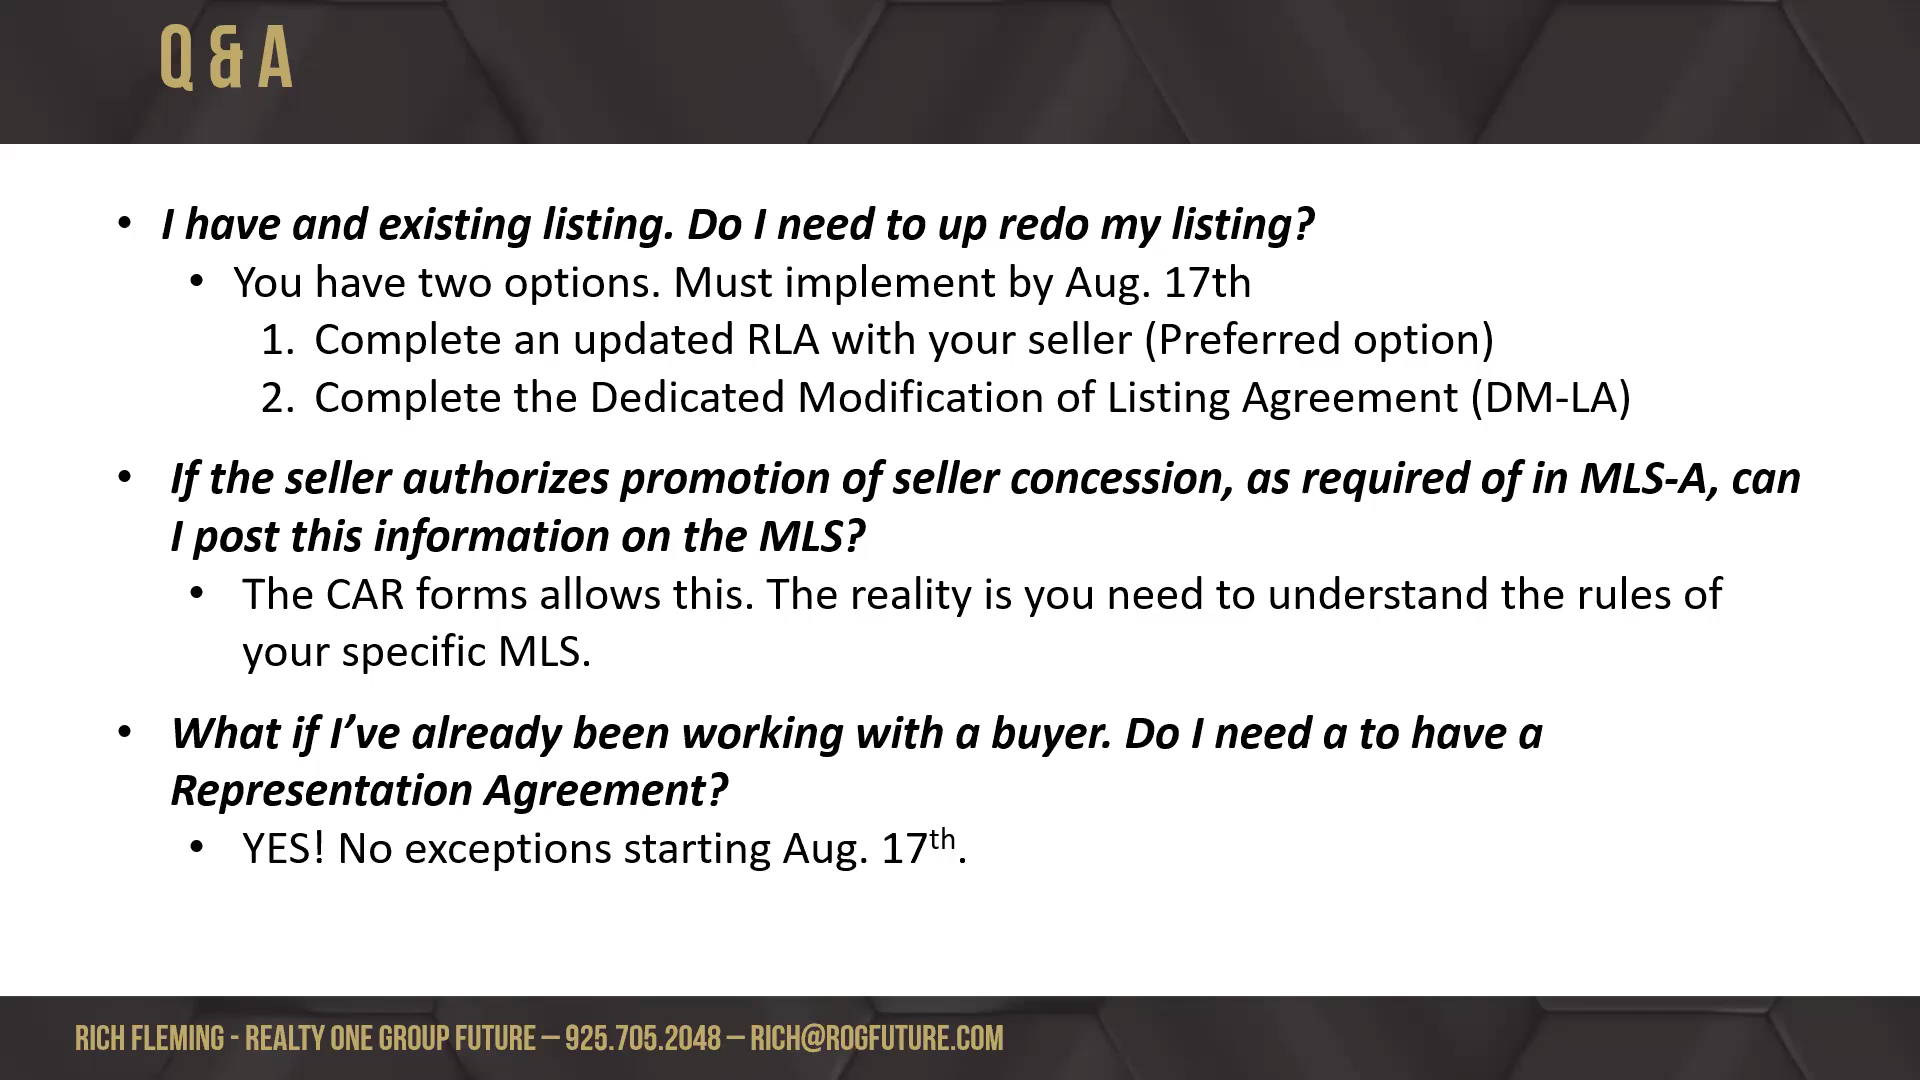 Q & A
• I have and existing listing. Do I need to up redo my listing?
• You have two options. Must implement by Aug. 17th
1. Complete an updated RLA with your seller (Preferred option)
2. Complete the Dedicated Modification of Listing Agreement (DM-LA)
• If the seller authorizes promotion of seller concession, as required of in MLS-A, can
I post this information on the MLS?
• The CAR forms allows this. The reality is you need to understand the rules of
your specific MLS.
• What if I’ve already been working with a buyer. Do I need a to have a
Representation Agreement?
• YES! No exceptions starting Aug. 17th.
RICH FLEMING - REALTY ONE GROUP FUTURE – 925.705.2048 – RICH@ROGFUTURE.COM